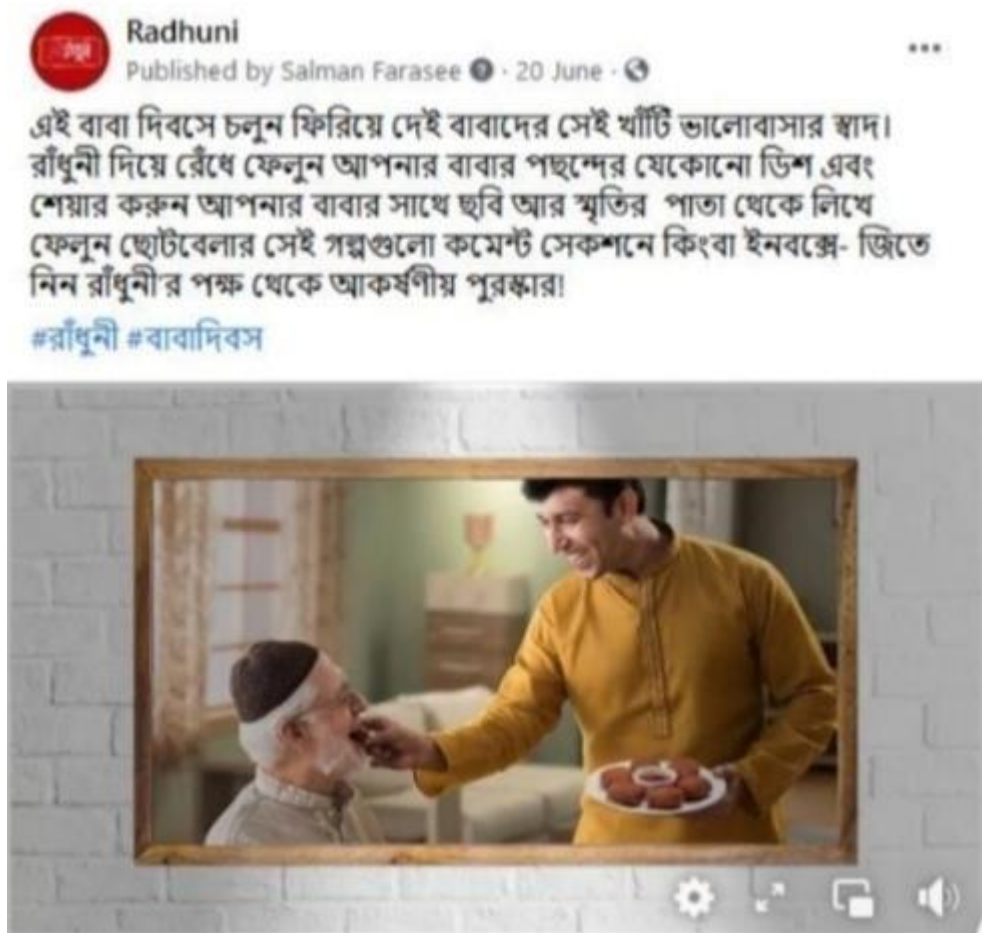 Radhuni
Published by Salman Farasee · 20 June ·
এই বাবা দিবসে চলুন ফিরিয়ে দেই বাবাদের সেই খাঁটি ভালোবাসার স্বাদ।
রাঁধুনী দিয়ে রেঁধে ফেলুন আপনার বাবার পছন্দের যেকোনো ডিশ এবং
শেয়ার করুন আপনার বাবার সাথে ছবি আর স্মৃতির পাতা থেকে লিখে
ফেলুন ছোটবেলার সেই গল্পগুলো কমেন্ট সেকশনে কিংবা ইনবক্সে- জিতে
নিন রাঁধুনী'র পক্ষ থেকে আকর্ষণীয় পুরস্কার!
#রাঁধুনী #বাবাদিবস